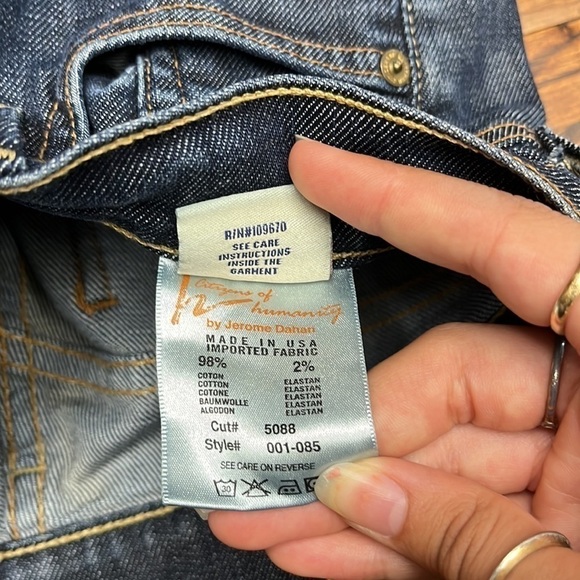 R/N#109670
SEE CARE
INSTRUCTIONS
INSIDE THE
GARMENT
Citizens of
humanity
by Jerome Dahan
MADE IN USA
IMPORTED FABRIC
98% 2%
COTON ELASTAN
COTTON ELASTAN
COTONE ELASTAN
BAUMWOLLE ELASTAN
ALGODON ELASTAN
Cut# 5088
Style# 001-085
SEE CARE ON REVERSE
30